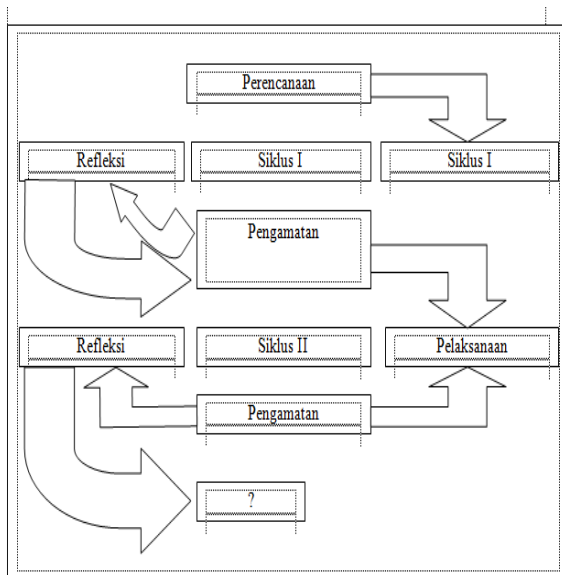 Perencanaan
Refleksi
Siklus I
Siklus I
Pengamatan
Refleksi
Siklus II
Pelaksanaan
Pengamatan
?